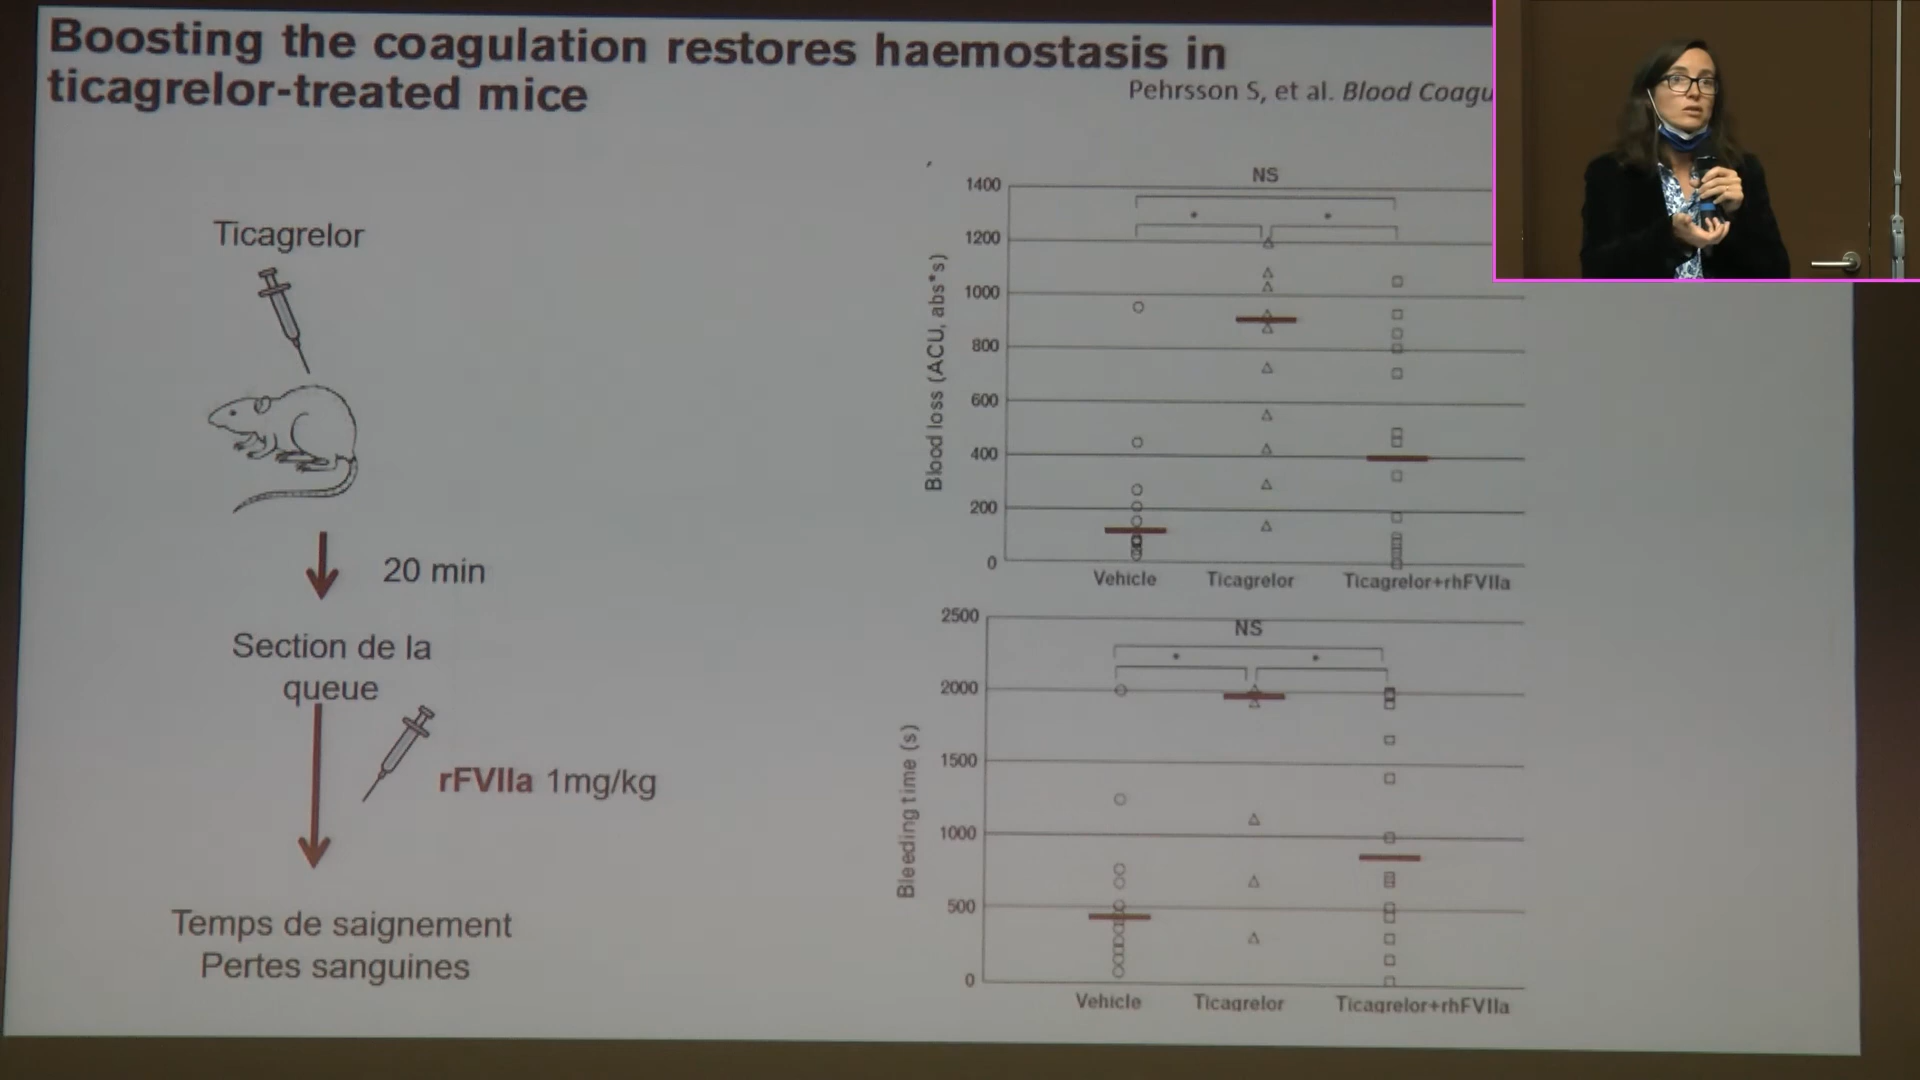 Boosting the coagulation restores haemostasis in
ticagrelor-treated mice
Pehrsson S, et al. Blood Coagu
Ticagrelor
20 min
Section de la
queue
rFVIIa 1mg/kg
Temps de saignement
Pertes sanguines
Blood loss (ACU, abs*s)
1400
1200
1000
800
600
400
200
0
NS
*
*
Vehicle
Ticagrelor
Ticagrelor+rhFVIIa
Bleeding time (s)
2500
2000
1500
1000
500
0
NS
*
*
Vehicle
Ticagrelor
Ticagrelor+rhFVIIa